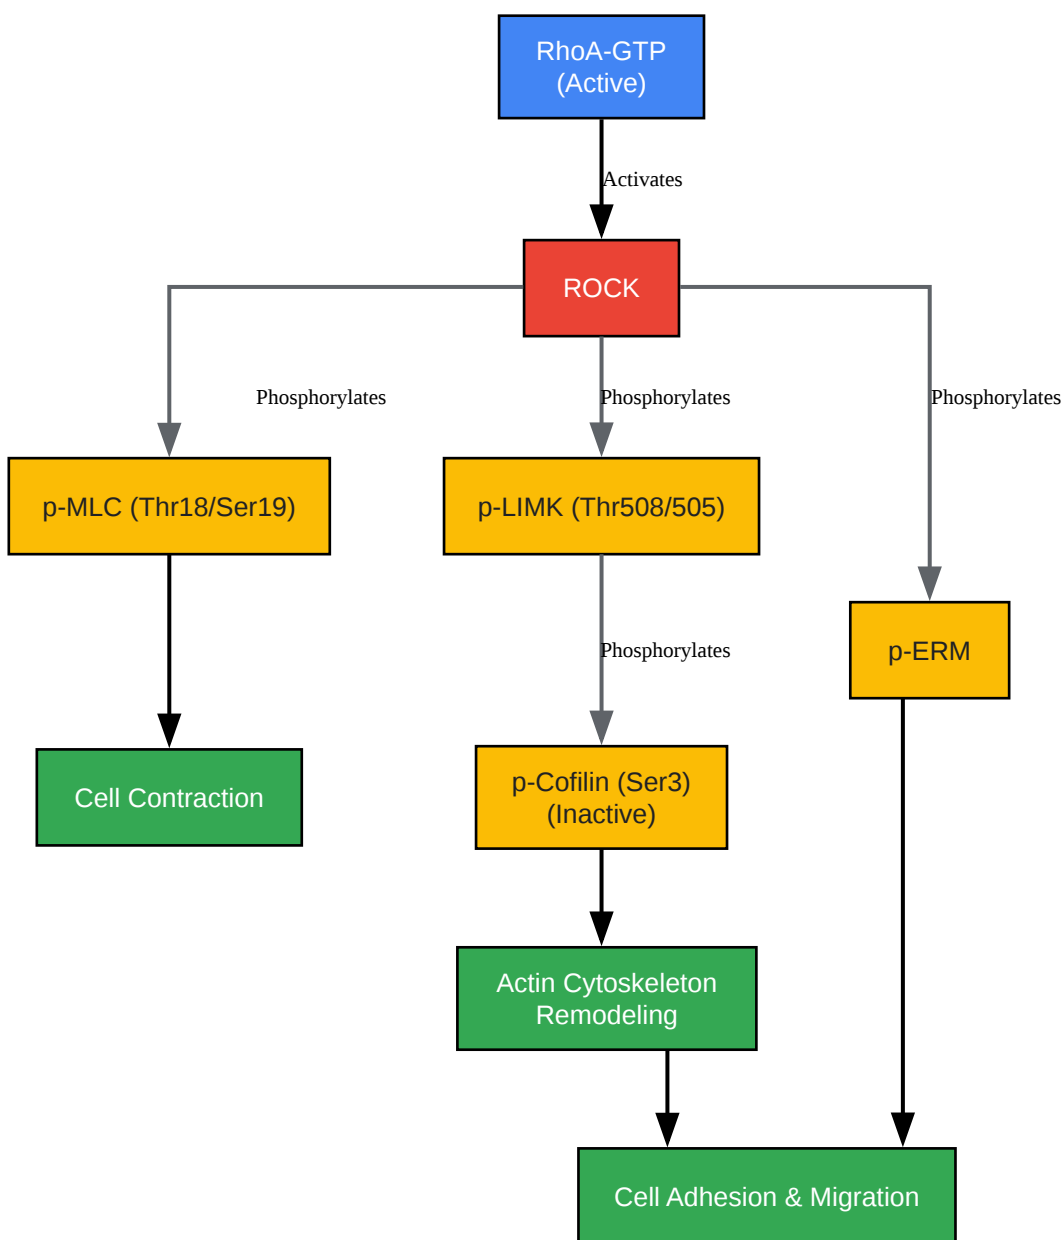 RhoA-GTP
(Active)
Activates
ROCK
Phosphorylates
Phosphorylates
Phosphorylates
p-MLC (Thr18/Ser19)
p-LIMK (Thr508/505)
Phosphorylates
p-ERM
Cell Contraction
p-Cofilin (Ser3)
(Inactive)
Actin Cytoskeleton
Remodeling
Cell Adhesion & Migration